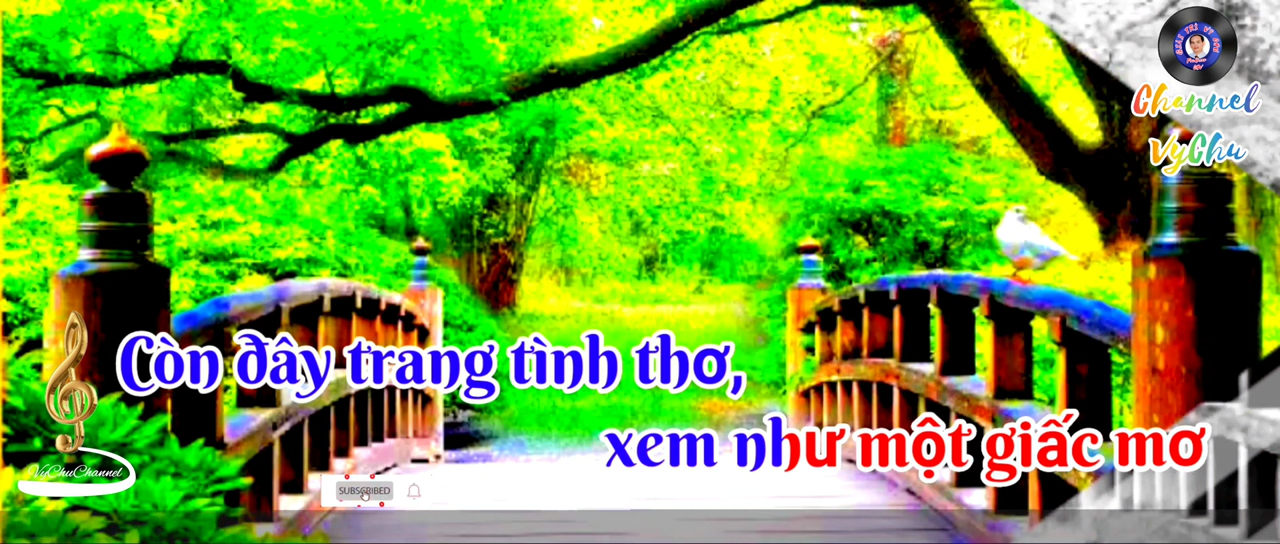 Channel
VyChu
Còn đây trang tình thơ,
xem như một giấc mơ
VyChuChannel
SUBSCRIBED